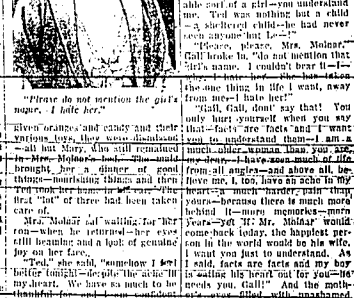 "Please do not mention the girl's
name. I hate her."
given oranges and candy and their
various toys, they were dismissed
—all but Mary, who still remained
in Mrs. Molnar's bed. The maid
brought her a dinner of good
things—nourishing things and then
Ted took her home in his car. The
first "lot" of three had been taken
care of.
Mrs. Molnar sat waiting for her
son—when he returned—her eyes
still beaming and a look of genuine
joy on her face.
"Ted," she said, "somehow I feel
better tonight—despite the ache in
my heart. We have so much to be
thankful for and I am confident
able sort of a girl—you understand
me. Ted was nothing but a child
—a sheltered child—he had never
seen anyone like
"Please, please, Mrs. Molnar,"
Gail broke in, "do not mention that
girl's name. I couldn't bear it—I—
why, I hate her. She has taken
the one thing in life I want, away
from me—I hate her!"
"Gail, Gail, don't say that! You
only hurt yourself when you say
that—facts are facts and I want
you to understand them—I am a
much older woman than you are,
my dear—I have seen much of life
from all angles—and above all, be-
lieve me, I, too, have an ache in my
heart—a much harder pain than
yours—because there is much more
behind it—more memories—more
years—yet if Mr. Molnar would
come back today, the happiest per-
son in the world would be his wife.
I want you just to understand. As
I said, facts are facts and my boy
is eating his heart out for you—he
needs you, Gail!" And the moth-
er's eyes filled with